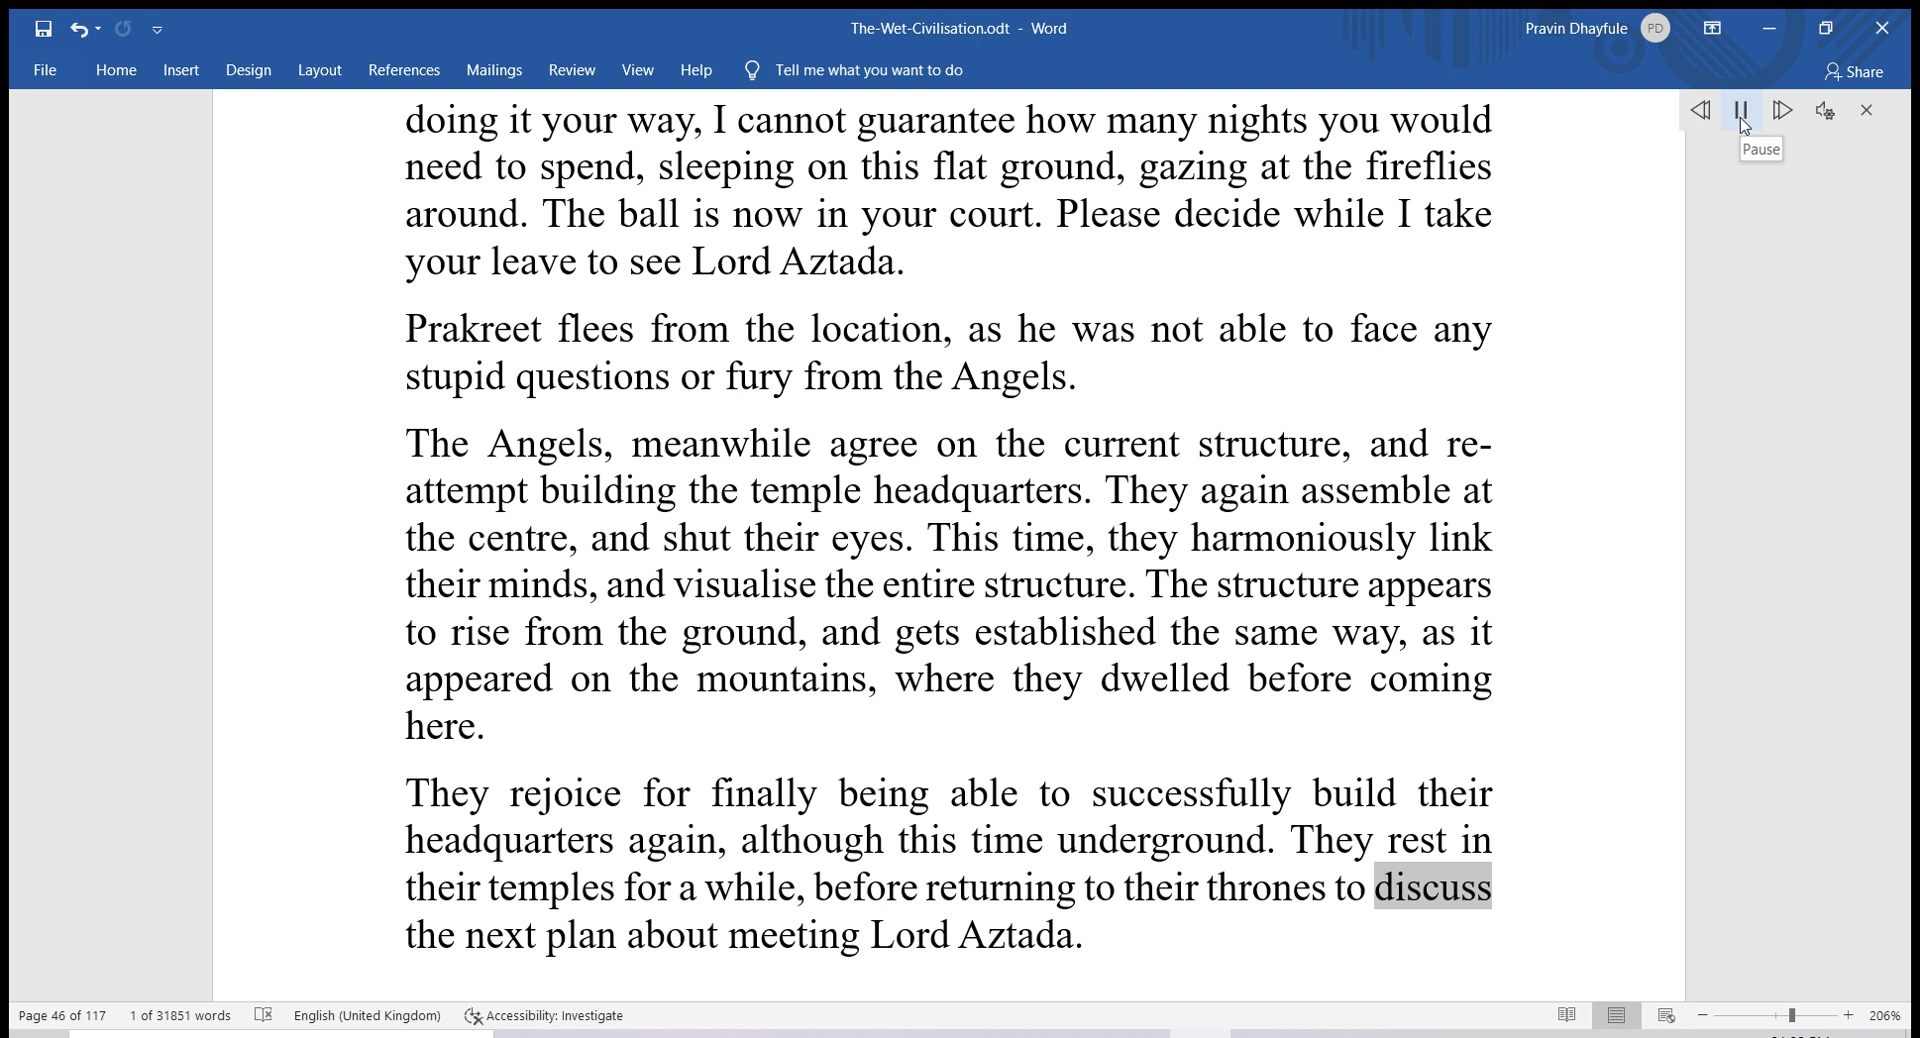 The-Wet-Civilisation.odt - Word
Pravin Dhayfule PD
File Home Insert Design Layout References Mailings Review View Help Tell me what you want to do Share
Pause
doing it your way, I cannot guarantee how many nights you would
need to spend, sleeping on this flat ground, gazing at the fireflies
around. The ball is now in your court. Please decide while I take
your leave to see Lord Aztada.
Prakreet flees from the location, as he was not able to face any
stupid questions or fury from the Angels.
The Angels, meanwhile agree on the current structure, and re-
attempt building the temple headquarters. They again assemble at
the centre, and shut their eyes. This time, they harmoniously link
their minds, and visualise the entire structure. The structure appears
to rise from the ground, and gets established the same way, as it
appeared on the mountains, where they dwelled before coming
here.
They rejoice for finally being able to successfully build their
headquarters again, although this time underground. They rest in
their temples for a while, before returning to their thrones to discuss
the next plan about meeting Lord Aztada.
Page 46 of 117 1 of 31851 words English (United Kingdom) Accessibility: Investigate 206%